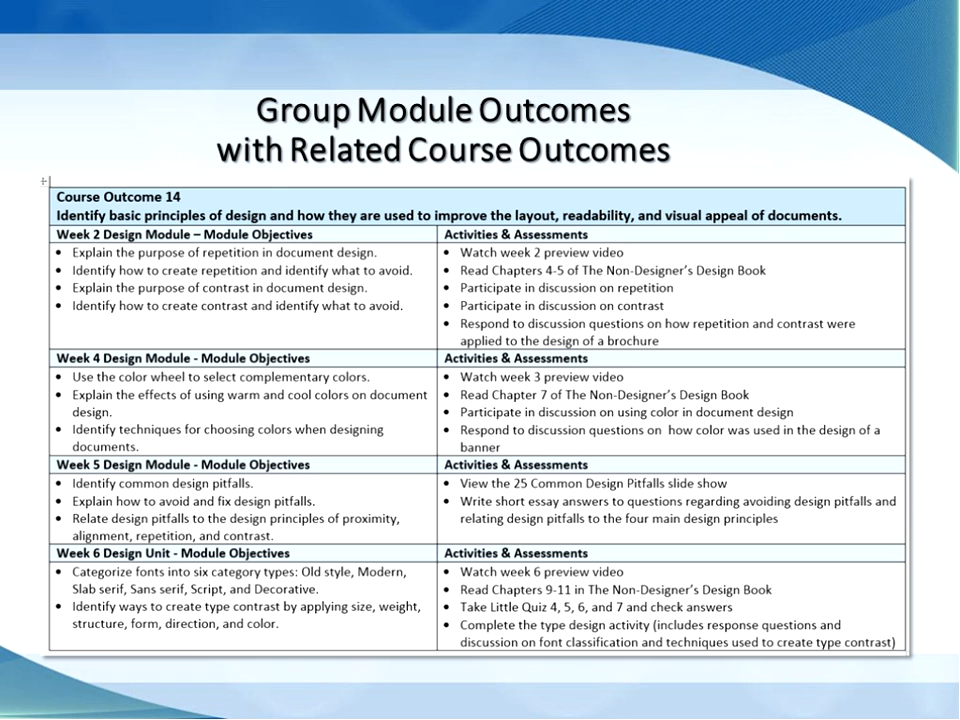 Group Module Outcomes
with Related Course Outcomes
Course Outcome 14
Identify basic principles of design and how they are used to improve the layout, readability, and visual appeal of documents.
Week 2 Design Module – Module Objectives
• Explain the purpose of repetition in document design.
• Identify how to create repetition and identify what to avoid.
• Explain the purpose of contrast in document design.
• Identify how to create contrast and identify what to avoid.
Activities & Assessments
• Watch week 2 preview video
• Read Chapters 4-5 of The Non-Designer's Design Book
• Participate in discussion on repetition
• Participate in discussion on contrast
• Respond to discussion questions on how repetition and contrast were
applied to the design of a brochure
Week 4 Design Module - Module Objectives
• Use the color wheel to select complementary colors.
• Explain the effects of using warm and cool colors on document
design.
• Identify techniques for choosing colors when designing
documents.
Activities & Assessments
• Watch week 3 preview video
• Read Chapter 7 of The Non-Designer's Design Book
• Participate in discussion on using color in document design
• Respond to discussion questions on how color was used in the design of a
banner
Week 5 Design Module - Module Objectives
• Identify common design pitfalls.
• Explain how to avoid and fix design pitfalls.
• Relate design pitfalls to the design principles of proximity,
alignment, repetition, and contrast.
Activities & Assessments
• View the 25 Common Design Pitfalls slide show
• Write short essay answers to questions regarding avoiding design pitfalls and
relating design pitfalls to the four main design principles
Week 6 Design Unit - Module Objectives
• Categorize fonts into six category types: Old style, Modern,
Slab serif, Sans serif, Script, and Decorative.
• Identify ways to create type contrast by applying size, weight,
structure, form, direction, and color.
Activities & Assessments
• Watch week 6 preview video
• Read Chapters 9-11 in The Non-Designer's Design Book
• Take Little Quiz 4, 5, 6, and 7 and check answers
• Complete the type design activity (includes response questions and
discussion on font classification and techniques used to create type contrast)